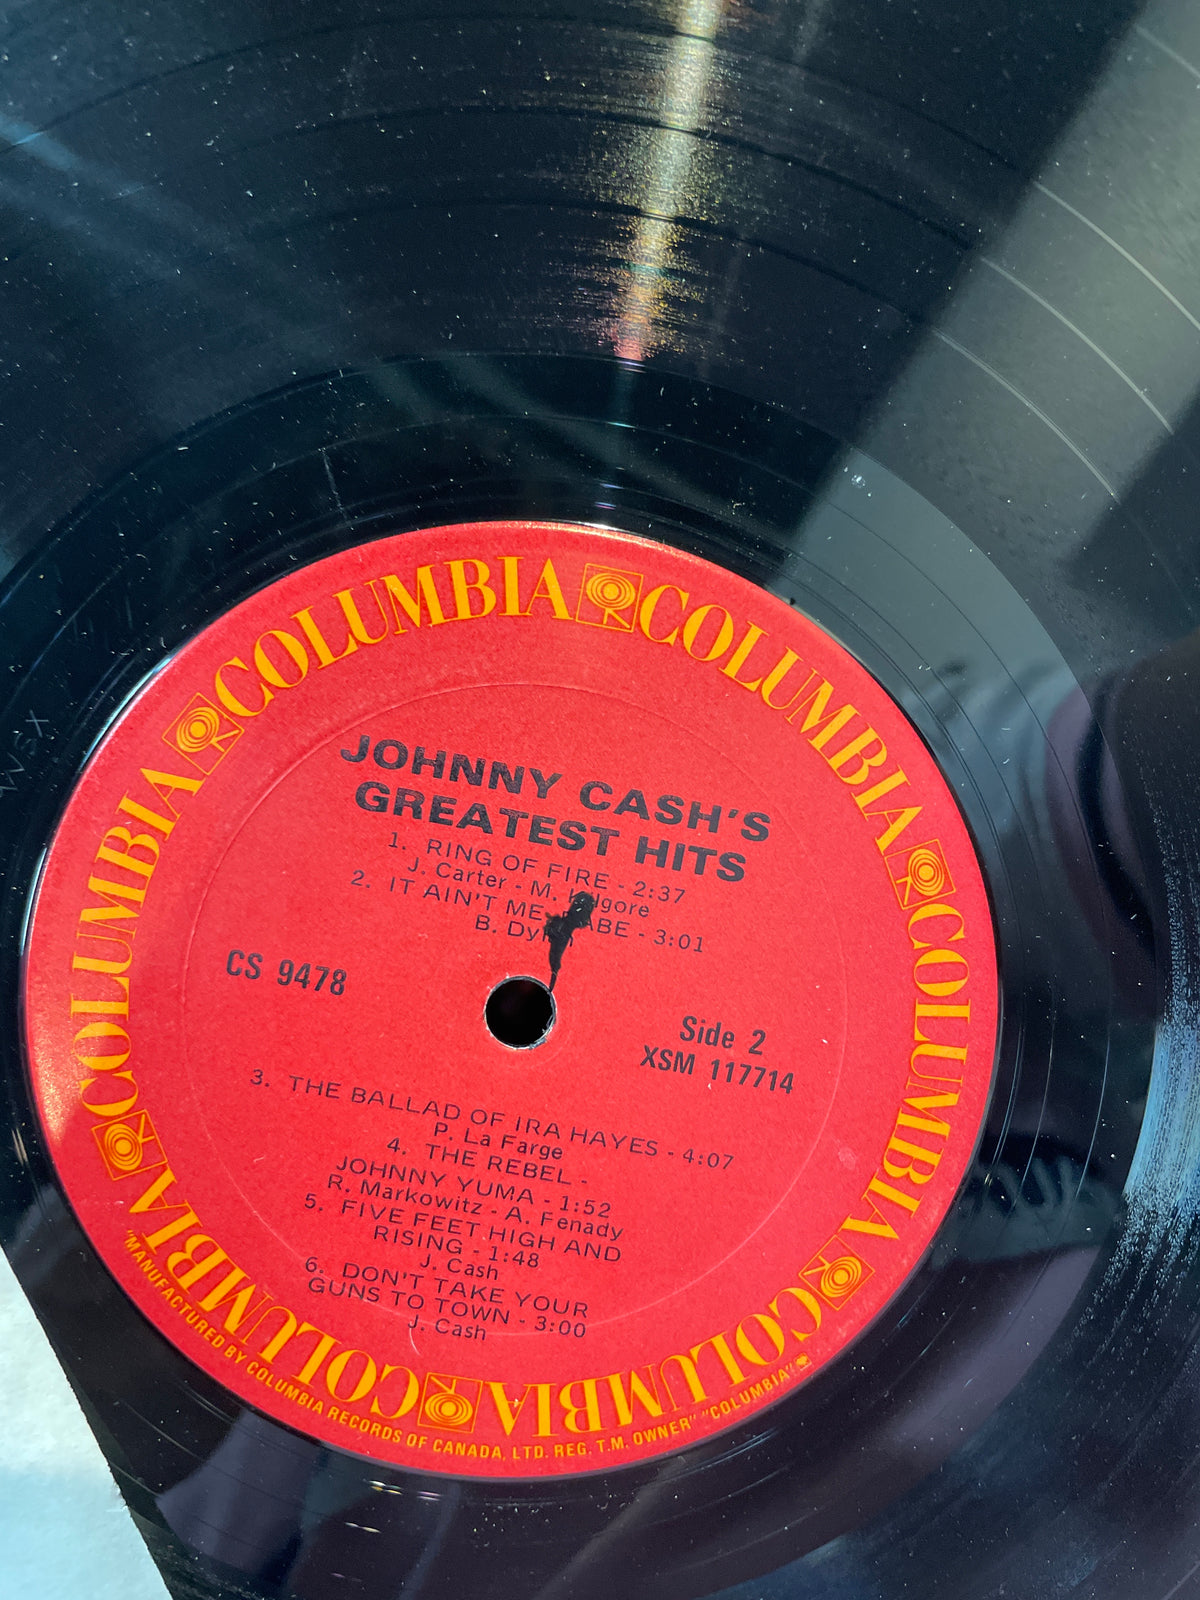 COLUMBIA COLUMBIA COLUMBIA COLUMBIA COLUMBIA COLUMBIA
JOHNNY CASH'S
GREATEST HITS
1. RING OF FIRE - 2:37
J. Carter - M. Kilgore
2. IT AIN'T ME, BABE - 3:01
B. Dylan
CS 9478
Side 2
XSM 117714
3. THE BALLAD OF IRA HAYES - 4:07
P. La Farge
4. THE REBEL -
JOHNNY YUMA - 1:52
R. Markowitz - A. Fenady
5. FIVE FEET HIGH AND
RISING - 1:48
J. Cash
6. DON'T TAKE YOUR
GUNS TO TOWN - 3:00
J. Cash
"MANUFACTURED BY COLUMBIA RECORDS OF CANADA, LTD. REG. T.M. OWNER" "COLUMBIA"